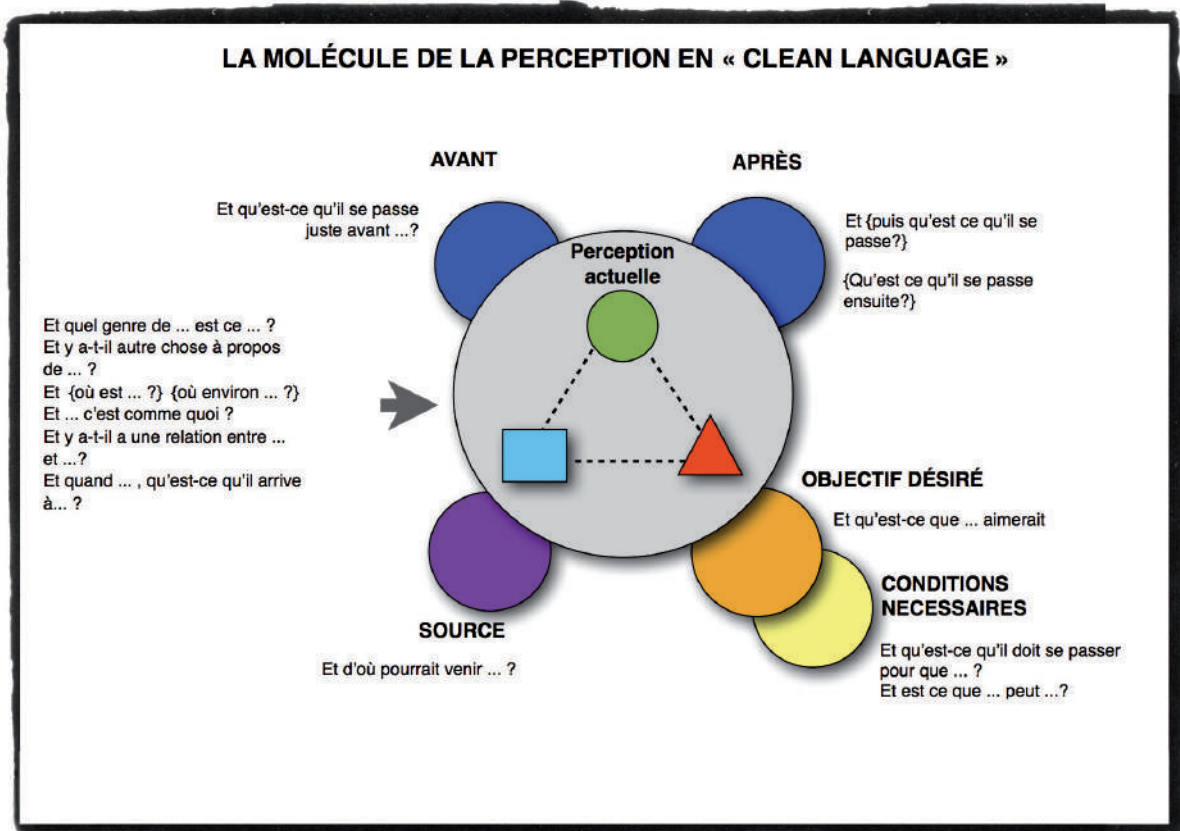 LA MOLÉCULE DE LA PERCEPTION EN « CLEAN LANGUAGE »
AVANT
Et qu'est-ce qu'il se passe
juste avant ...?
APRÈS
Et {puis qu'est ce qu'il se
passe?}
{Qu'est ce qu'il se passe
ensuite?}
Perception
actuelle
Et quel genre de ... est ce ... ?
Et y a-t-il autre chose à propos
de ... ?
Et {où est ... ?} {où environ ... ?}
Et ... c'est comme quoi ?
Et y a-t-il a une relation entre ...
et ...?
Et quand ... , qu'est-ce qu'il arrive
à... ?
OBJECTIF DÉSIRÉ
Et qu'est-ce que ... aimerait
CONDITIONS
NECESSAIRES
Et qu'est-ce qu'il doit se passer
pour que ... ?
Et est ce que ... peut ...?
SOURCE
Et d'où pourrait venir ... ?